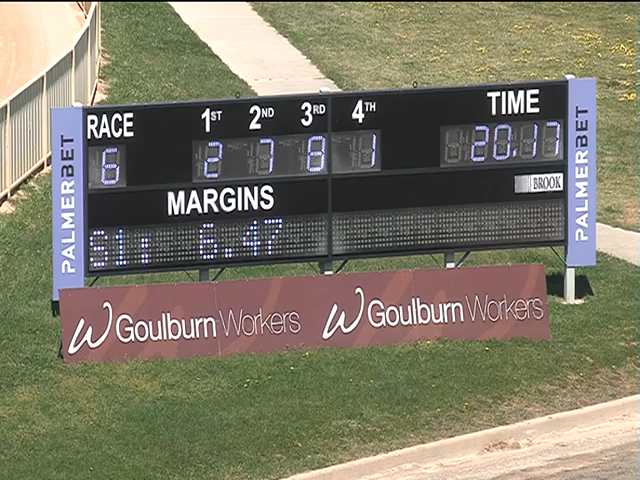 RACE 1ST 2ND 3RD 4TH TIME
5 2 7 8 1 20.17
MARGINS
BROOK
S1: 6.47
PALMERBET
PALMERBET
W Goulburn Workers W Goulburn Workers